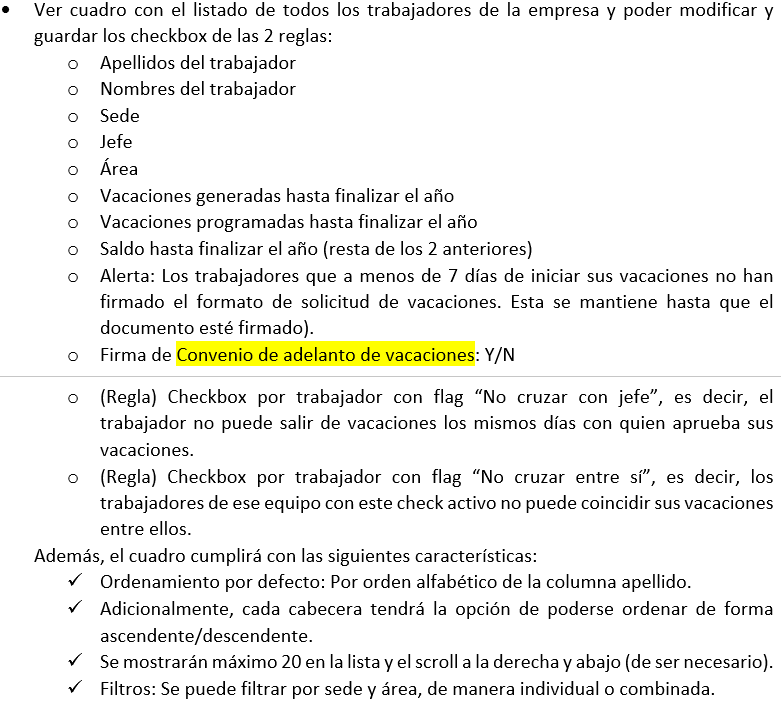 • Ver cuadro con el listado de todos los trabajadores de la empresa y poder modificar y
guardar los checkbox de las 2 reglas:
o Apellidos del trabajador
o Nombres del trabajador
o Sede
o Jefe
o Área
o Vacaciones generadas hasta finalizar el año
o Vacaciones programadas hasta finalizar el año
o Saldo hasta finalizar el año (resta de los 2 anteriores)
o Alerta: Los trabajadores que a menos de 7 días de iniciar sus vacaciones no han
firmado el formato de solicitud de vacaciones. Esta se mantiene hasta que el
documento esté firmado).
o Firma de Convenio de adelanto de vacaciones: Y/N
o (Regla) Checkbox por trabajador con flag “No cruzar con jefe”, es decir, el
trabajador no puede salir de vacaciones los mismos días con quien aprueba sus
vacaciones.
o (Regla) Checkbox por trabajador con flag “No cruzar entre sí”, es decir, los
trabajadores de ese equipo con este check activo no puede coincidir sus vacaciones
entre ellos.
Además, el cuadro cumplirá con las siguientes características:
✓ Ordenamiento por defecto: Por orden alfabético de la columna apellido.
✓ Adicionalmente, cada cabecera tendrá la opción de poderse ordenar de forma
ascendente/descendente.
✓ Se mostrarán máximo 20 en la lista y el scroll a la derecha y abajo (de ser necesario).
✓ Filtros: Se puede filtrar por sede y área, de manera individual o combinada.